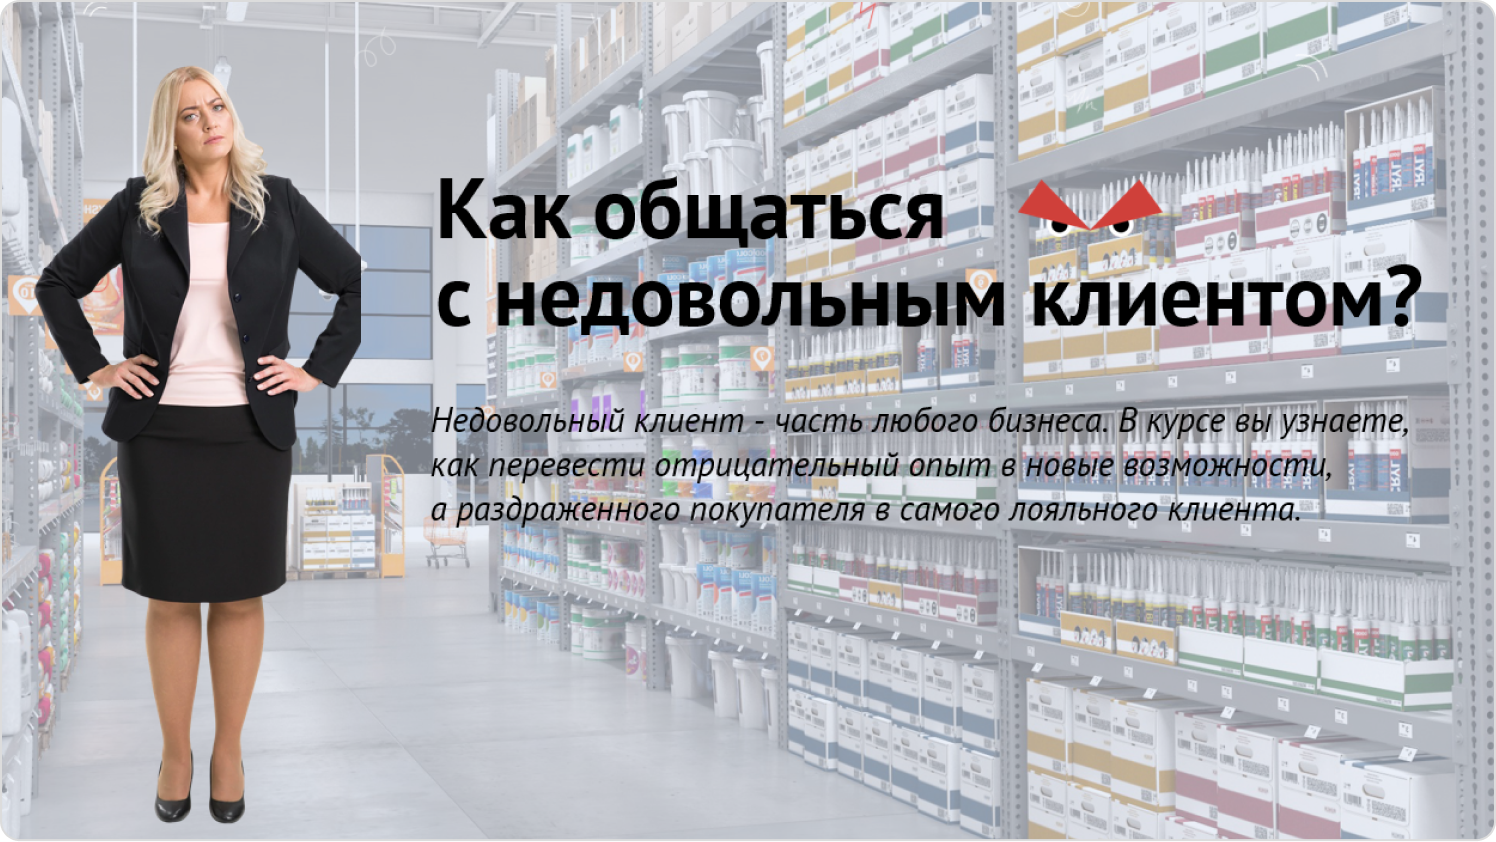 Как общаться
с недовольным клиентом?
Недовольный клиент - часть любого бизнеса. В курсе вы узнаете,
как перевести отрицательный опыт в новые возможности,
а раздраженного покупателя в самого лояльного клиента.